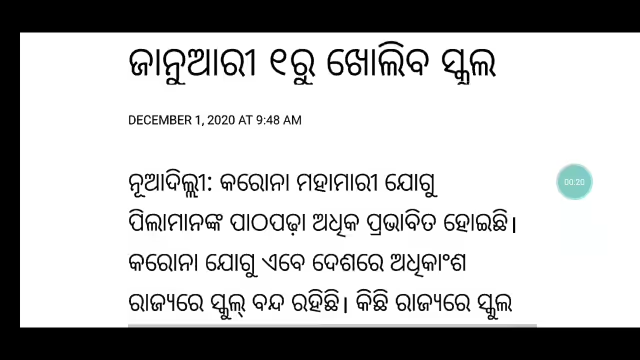 ଜାନୁଆରୀ ୧ରୁ ଖୋଲିବ ସ୍କୁଲ
DECEMBER 1, 2020 AT 9:48 AM
ନୂଆଦିଲ୍ଲୀ: କରୋନା ମହାମାରୀ ଯୋଗୁ
00:20
ପିଲାମାନଙ୍କ ପାଠପଢ଼ା ଅଧିକ ପ୍ରଭାବିତ ହୋଇଛି।
କରୋନା ଯୋଗୁ ଏବେ ଦେଶରେ ଅଧିକାଂଶ
ରାଜ୍ୟରେ ସ୍କୁଲ୍ ବନ୍ଦ ରହିଛି। କିଛି ରାଜ୍ୟରେ ସ୍କୁଲ